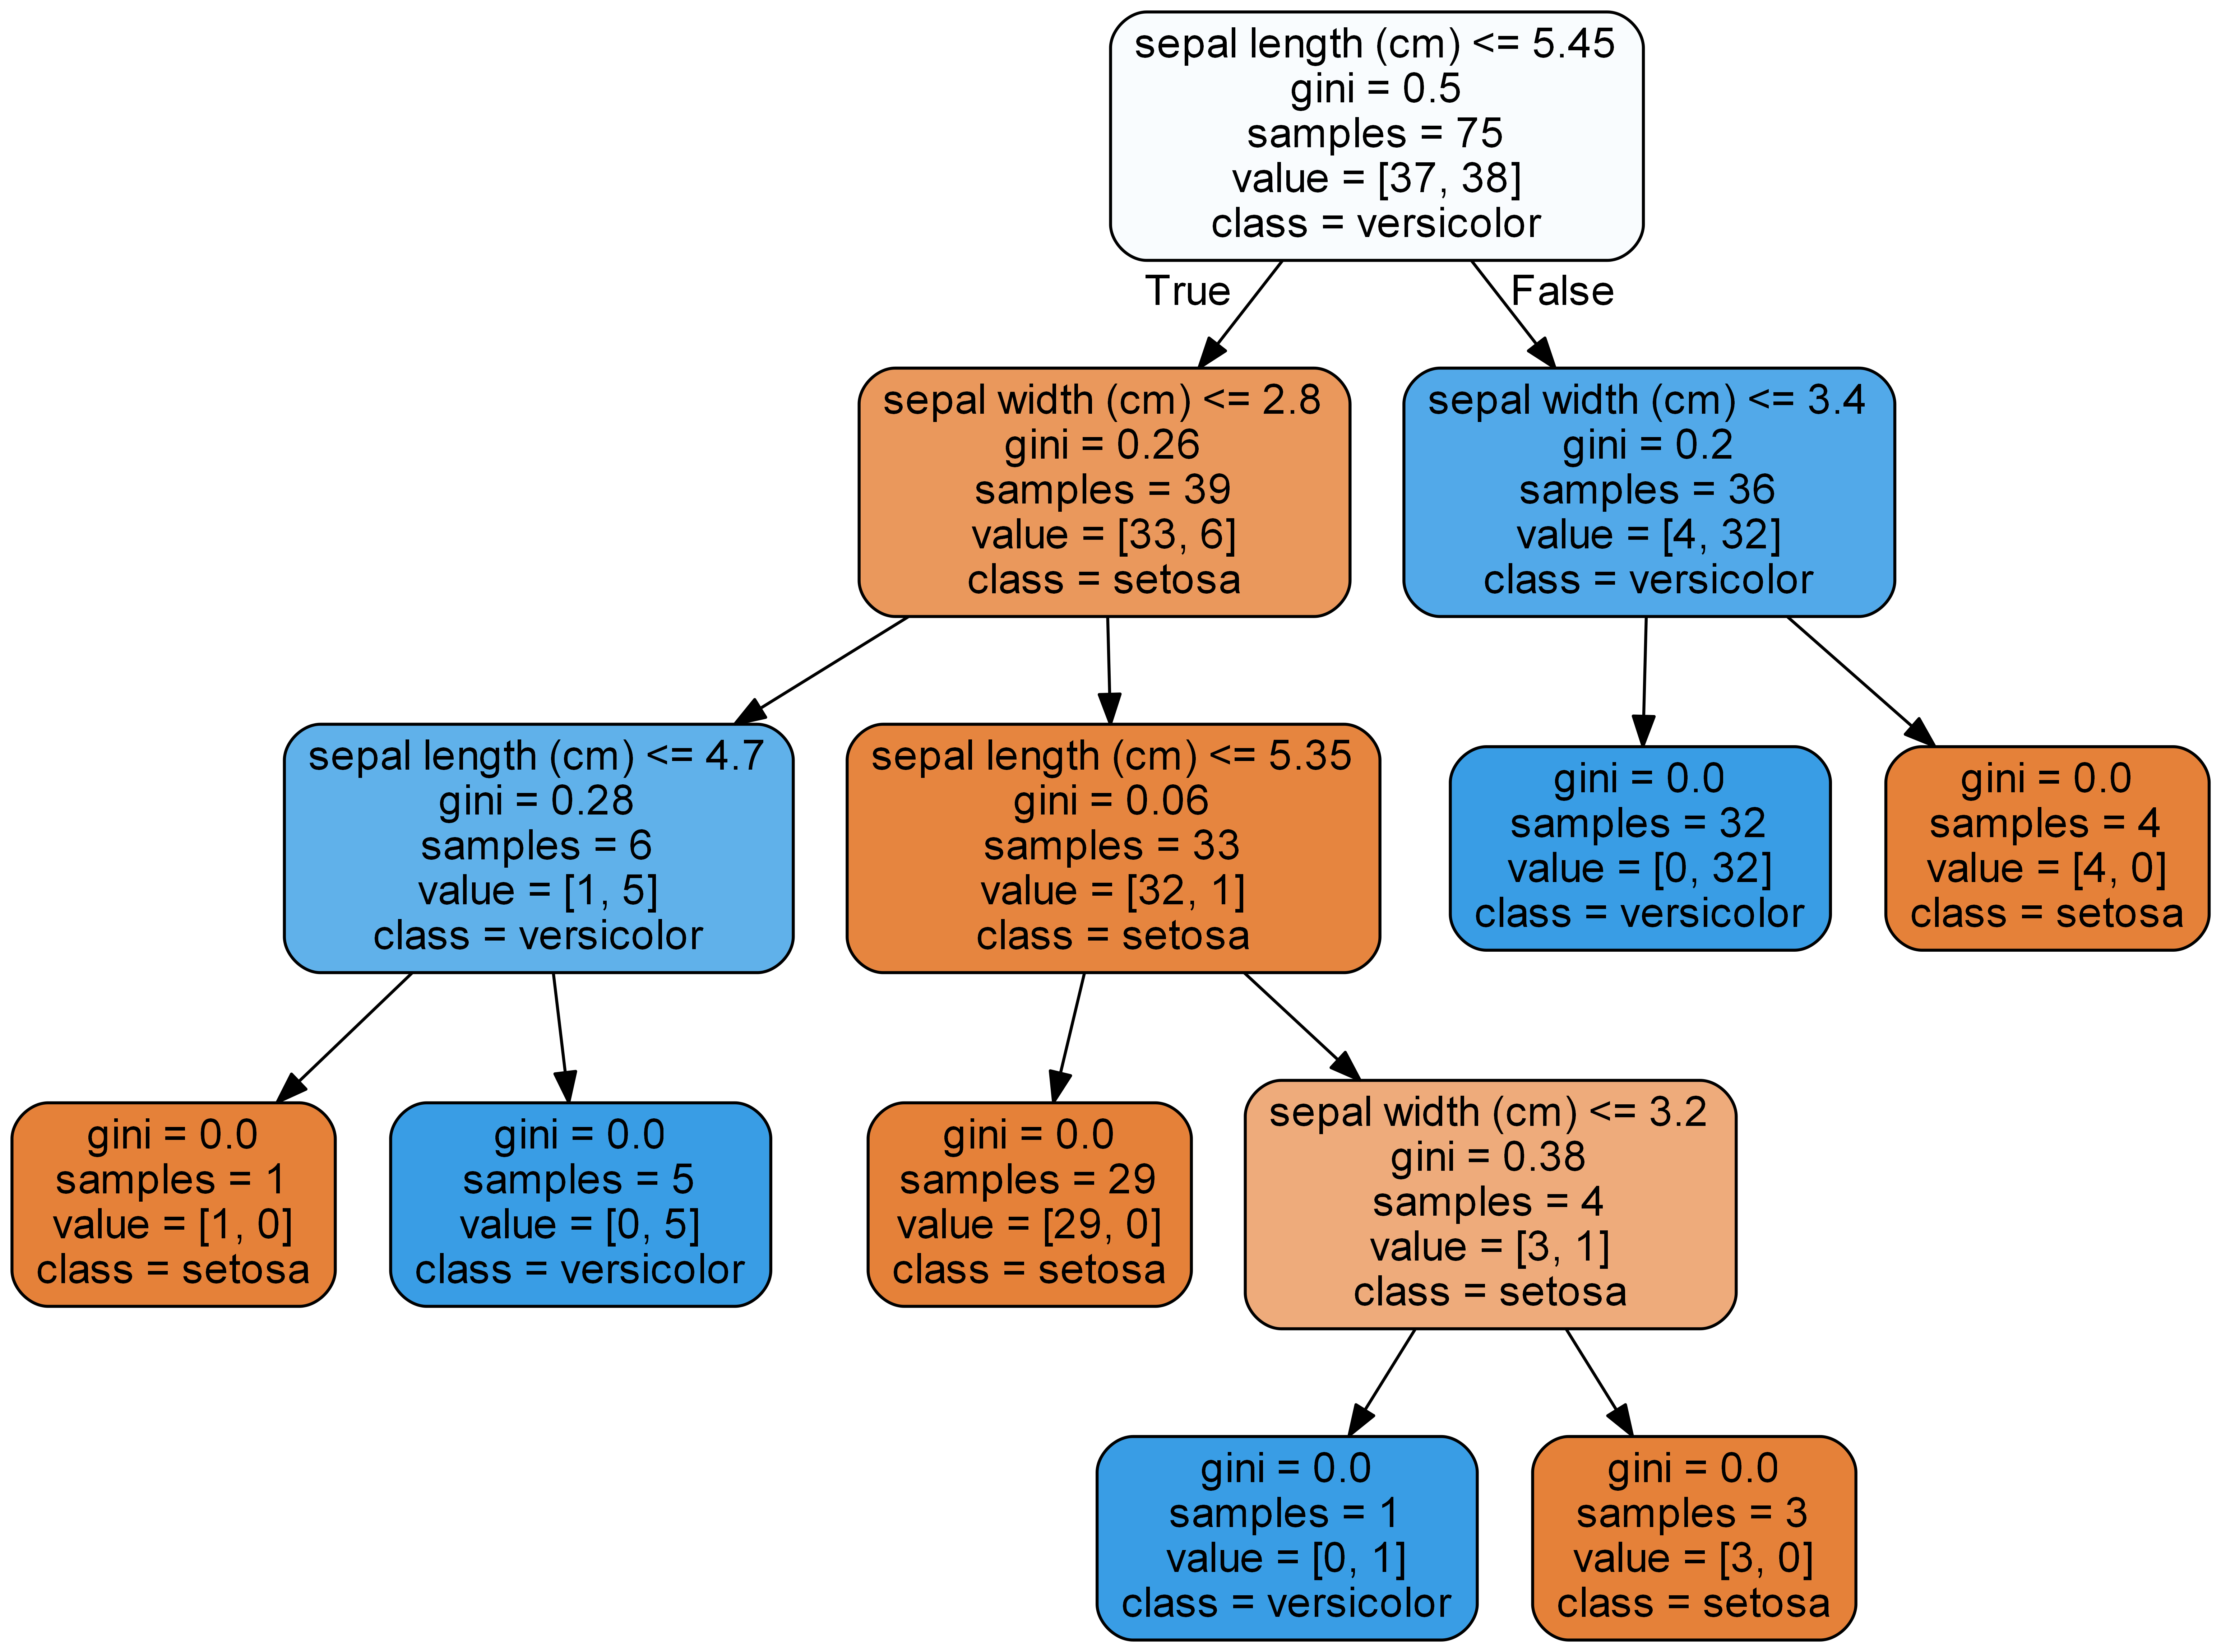 sepal length (cm) <= 5.45
gini = 0.5
samples = 75
value = [37, 38]
class = versicolor
True
False
sepal width (cm) <= 2.8
gini = 0.26
samples = 39
value = [33, 6]
class = setosa
sepal width (cm) <= 3.4
gini = 0.2
samples = 36
value = [4, 32]
class = versicolor
sepal length (cm) <= 4.7
gini = 0.28
samples = 6
value = [1, 5]
class = versicolor
sepal length (cm) <= 5.35
gini = 0.06
samples = 33
value = [32, 1]
class = setosa
gini = 0.0
samples = 32
value = [0, 32]
class = versicolor
gini = 0.0
samples = 4
value = [4, 0]
class = setosa
gini = 0.0
samples = 1
value = [1, 0]
class = setosa
gini = 0.0
samples = 5
value = [0, 5]
class = versicolor
gini = 0.0
samples = 29
value = [29, 0]
class = setosa
sepal width (cm) <= 3.2
gini = 0.38
samples = 4
value = [3, 1]
class = setosa
gini = 0.0
samples = 1
value = [0, 1]
class = versicolor
gini = 0.0
samples = 3
value = [3, 0]
class = setosa